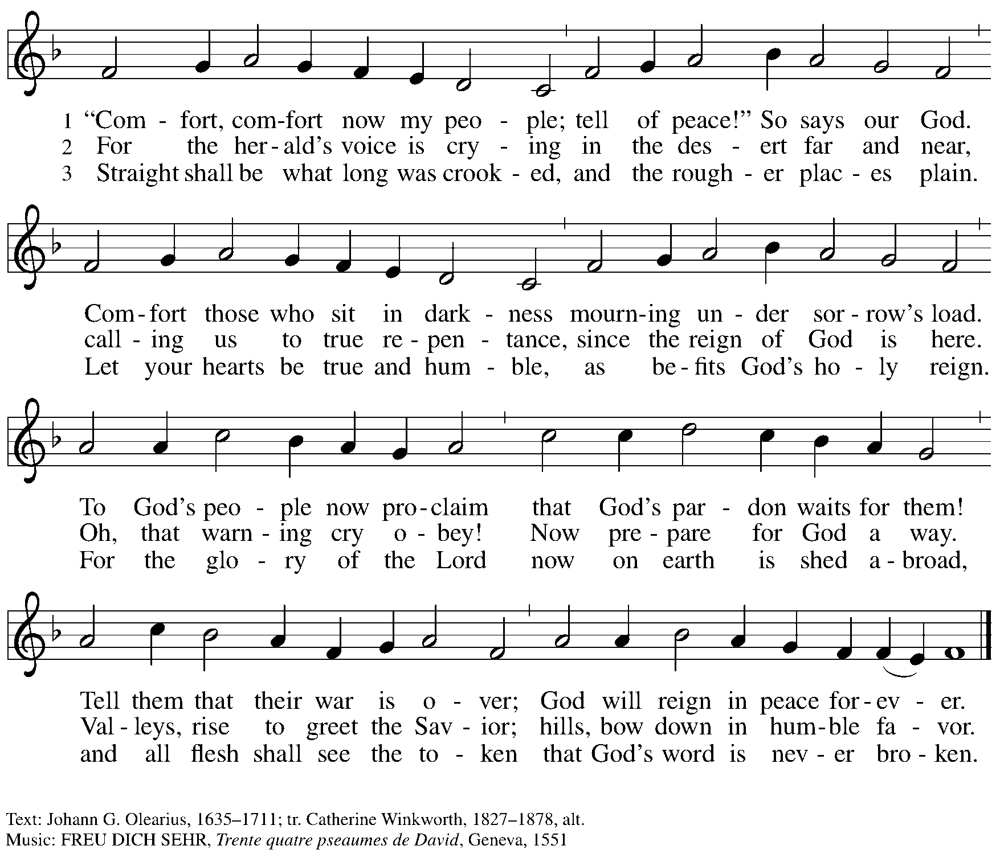 1 “Com - fort, com-fort now my peo - ple; tell of peace!” So says our God.
2 For the her-ald’s voice is cry - ing in the des - ert far and near,
3 Straight shall be what long was crook - ed, and the rough - er plac - es plain.
Com-fort those who sit in dark - ness mourn-ing un - der sor-row’s load.
call - ing us to true re-pen - tance, since the reign of God is here.
Let your hearts be true and hum - ble, as be-fits God’s ho - ly reign.
To God’s peo - ple now pro-claim that God’s par - don waits for them!
Oh, that warn - ing cry o - bey! Now pre - pare for God a way.
For the glo - ry of the Lord now on earth is shed a-broad,
Tell them that their war is o - ver; God will reign in peace for-ev - er.
Val-leys, rise to greet the Sav - ior; hills, bow down in hum-ble fa - vor.
and all flesh shall see the to - ken that God’s word is nev - er bro - ken.
Text: Johann G. Olearius, 1635–1711; tr. Catherine Winkworth, 1827–1878, alt.
Music: FREU DICH SEHR, Trente quatre pseaumes de David, Geneva, 1551